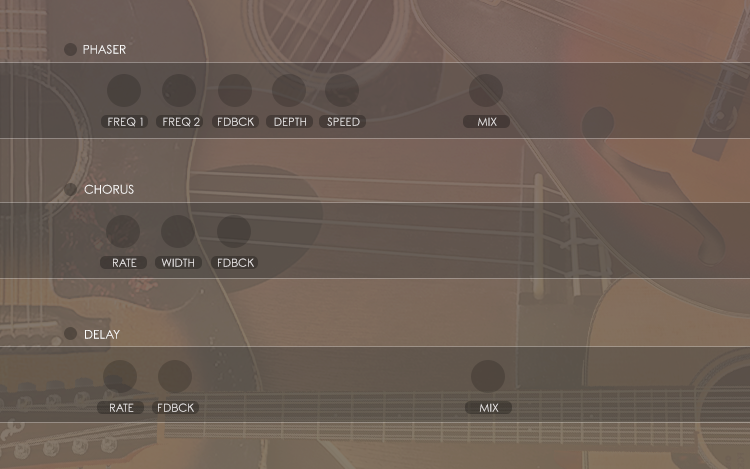 PHASER
FREQ 1 FREQ 2 FDBCK DEPTH SPEED MIX
CHORUS
RATE WIDTH FDBCK
DELAY
RATE FDBCK MIX